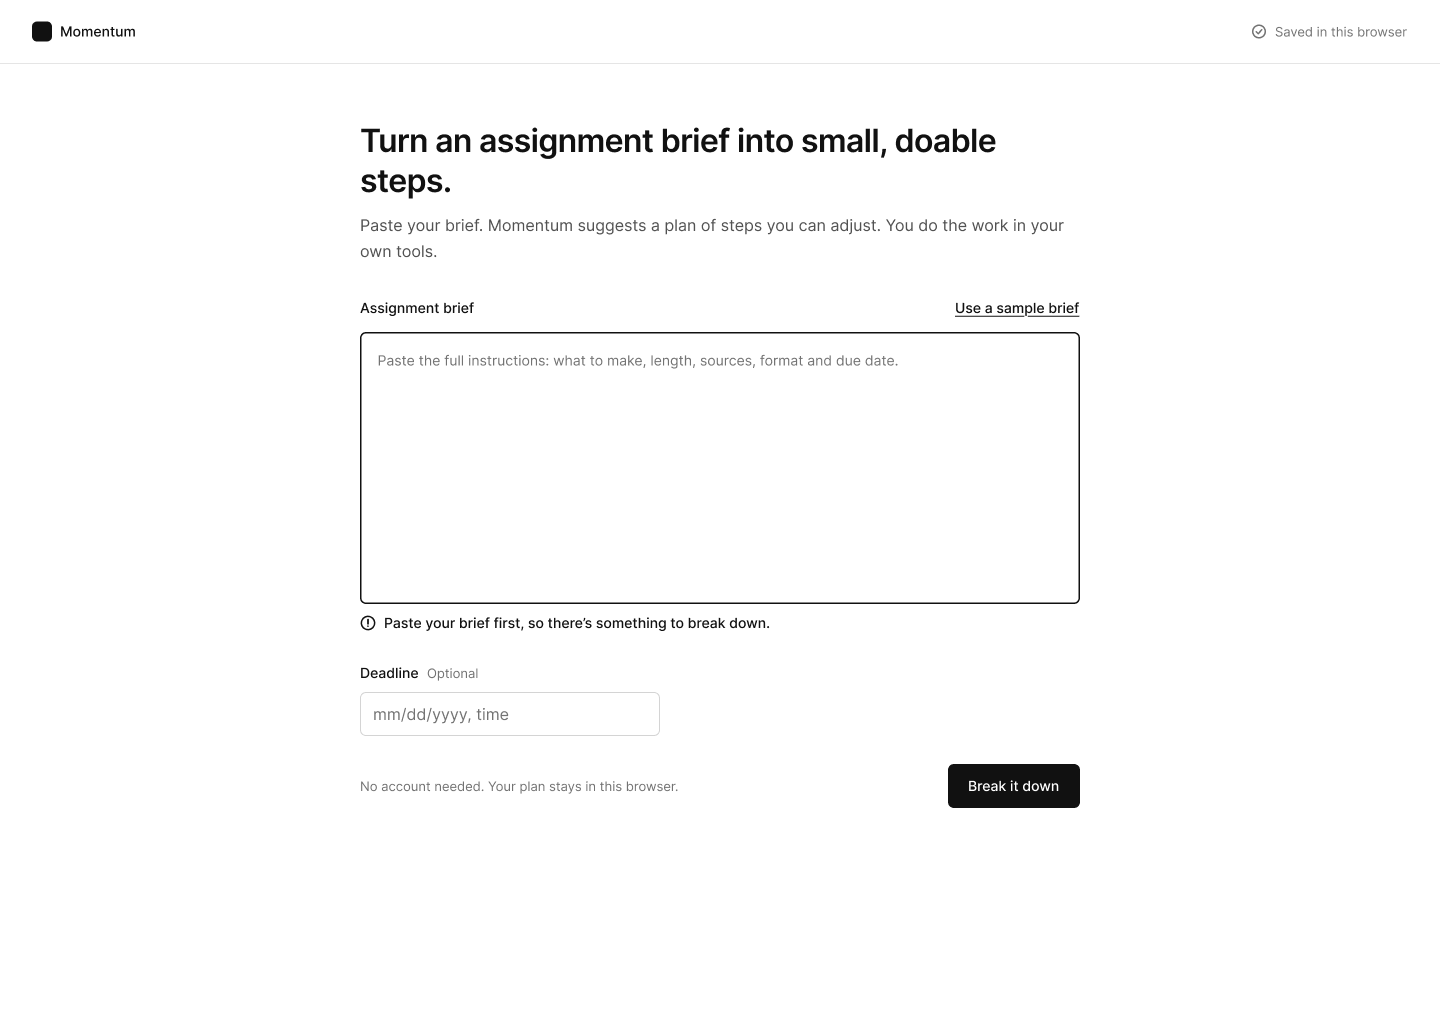 Momentum
Saved in this browser
Turn an assignment brief into small, doable
steps.
Paste your brief. Momentum suggests a plan of steps you can adjust. You do the work in your
own tools.
Assignment brief
Use a sample brief
Paste the full instructions: what to make, length, sources, format and due date.
Paste your brief first, so there’s something to break down.
Deadline Optional
mm/dd/yyyy, time
No account needed. Your plan stays in this browser.
Break it down